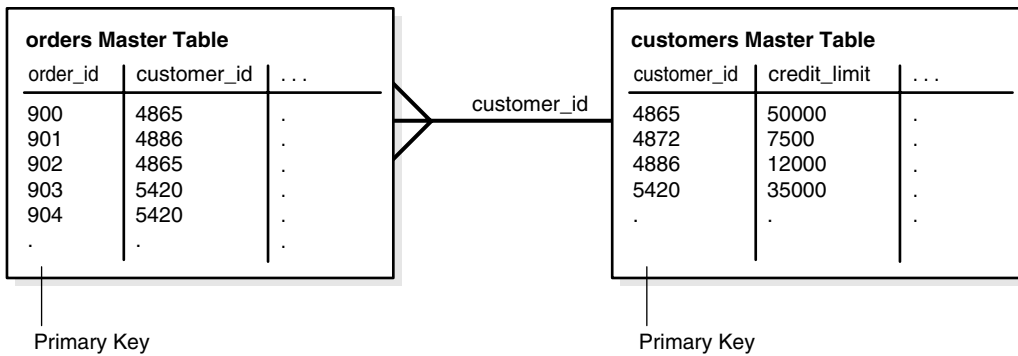 orders Master Table
order_id customer_id . . .
900 4865 .
901 4886 .
902 4865 .
903 5420 .
904 5420 .
. . .
Primary Key
customer_id
customers Master Table
customer_id credit_limit . . .
4865 50000 .
4872 7500 .
4886 12000 .
5420 35000 .
. . .
Primary Key